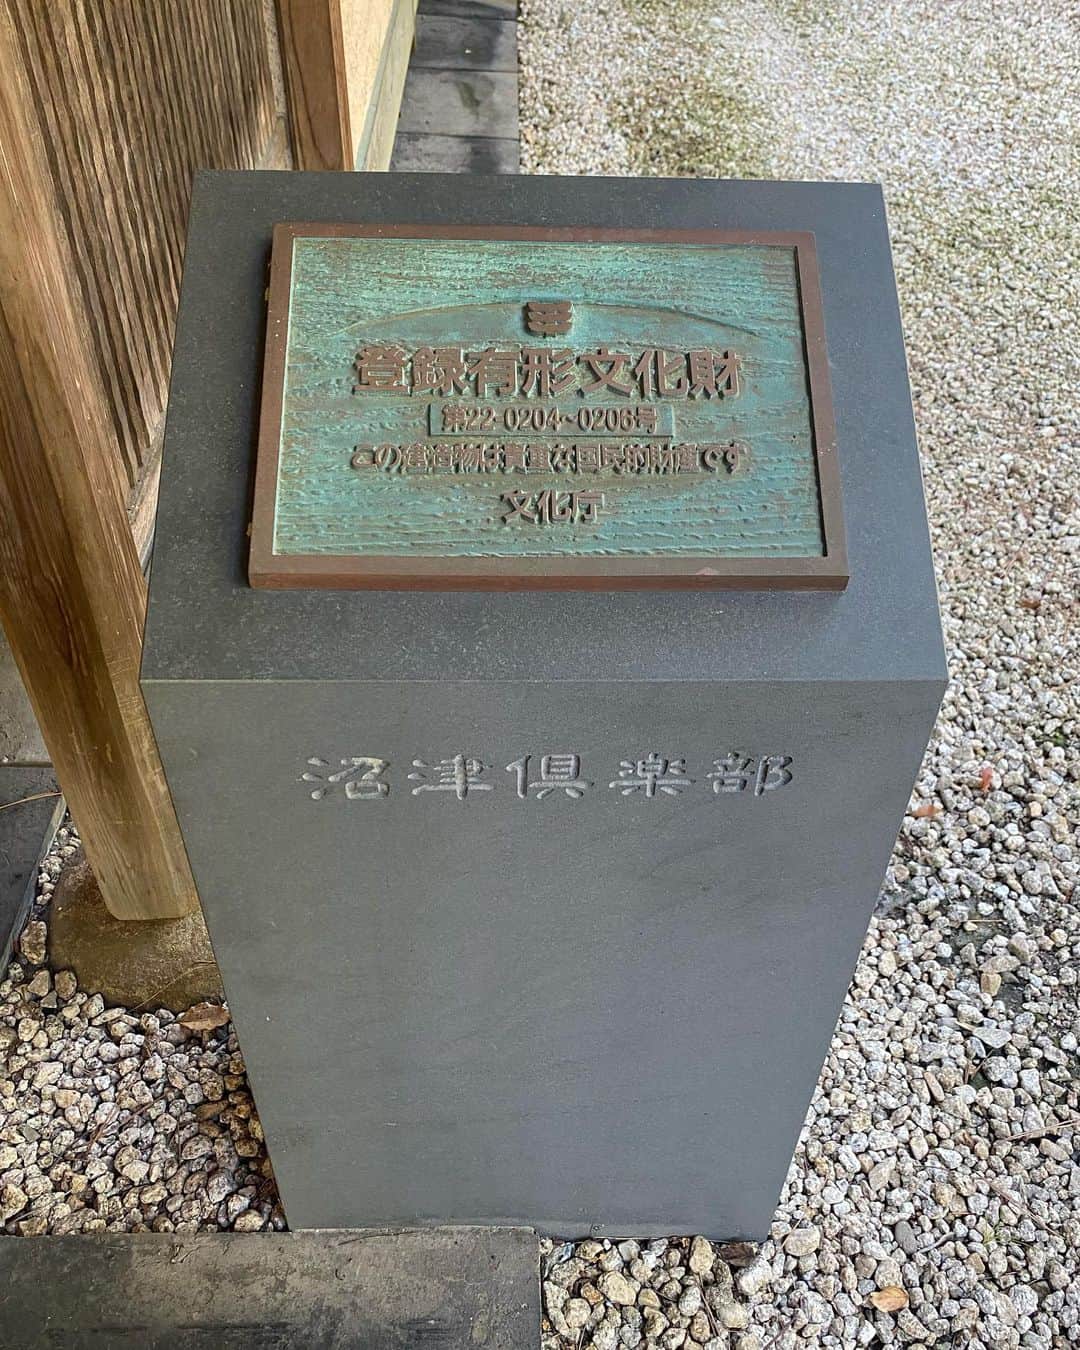 登録有形文化財
第22-0204~0206号
この建造物は貴重な国民的財産です
文化庁
沼津倶楽部